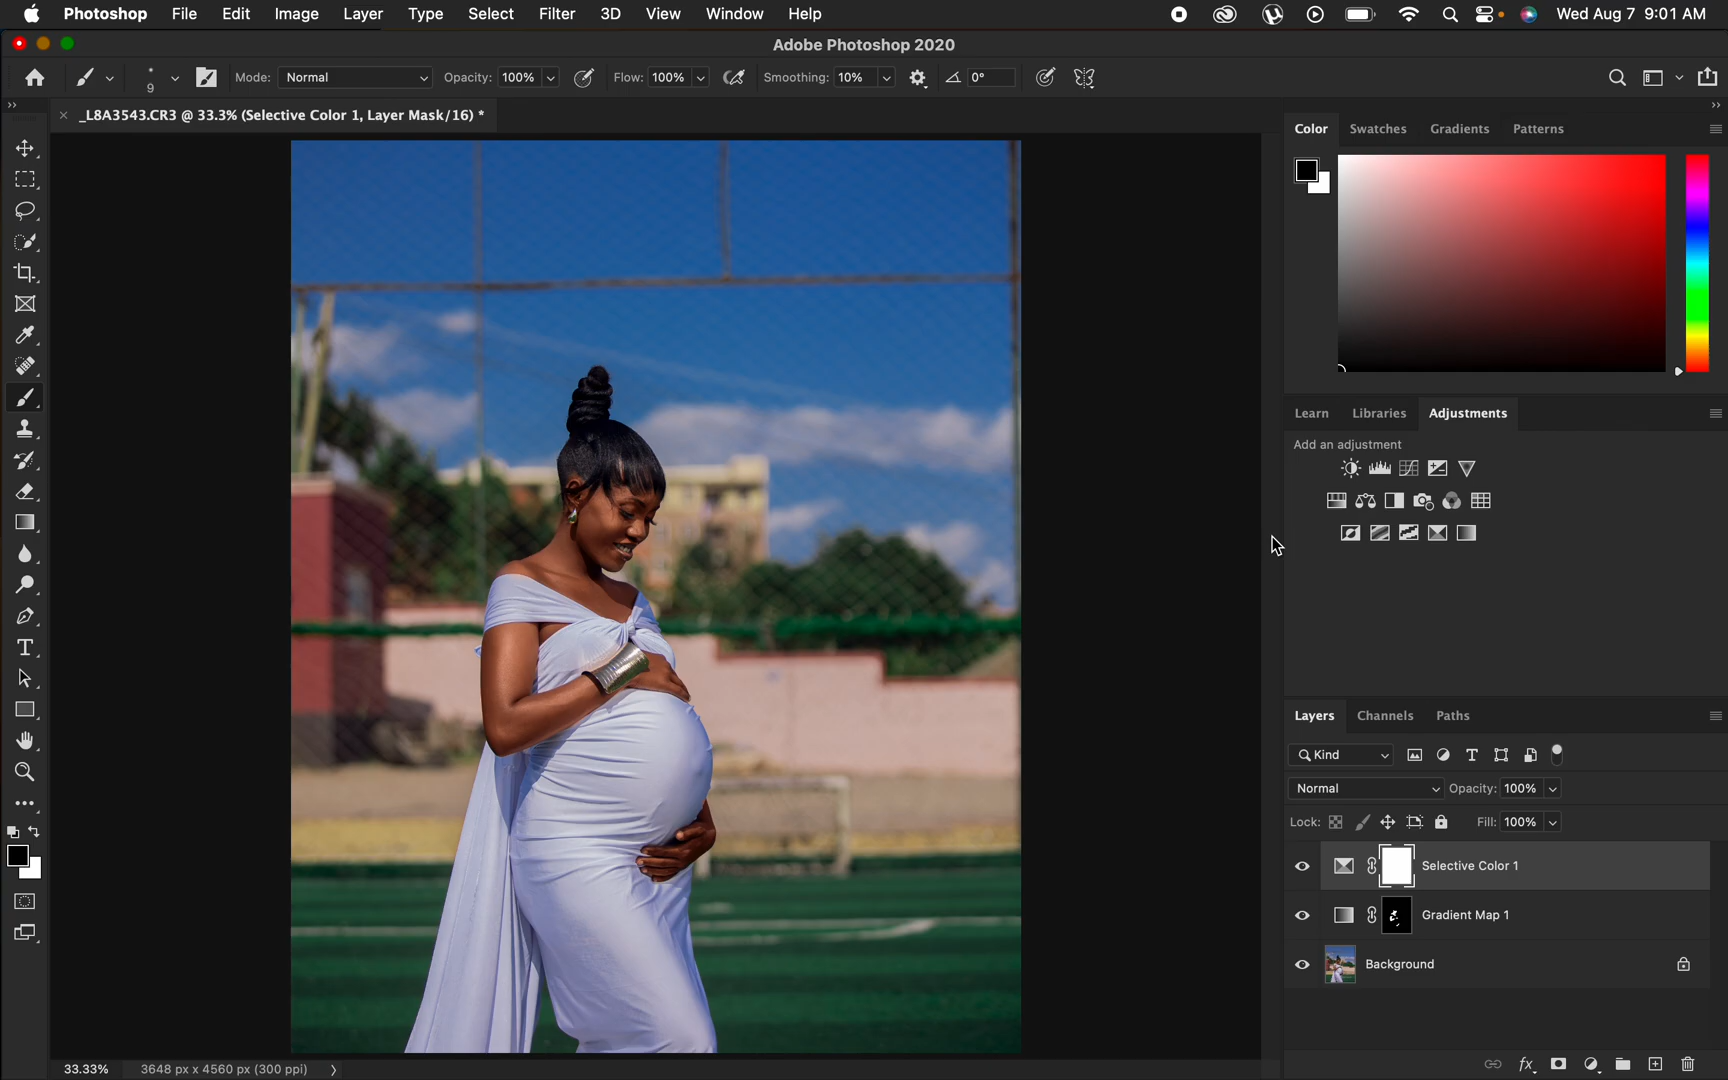 Photoshop File Edit Image Layer Type Select Filter 3D View Window Help Wed Aug 7 9:01 AM
Adobe Photoshop 2020
9 Mode: Normal Opacity: 100% Flow: 100% Smoothing: 10% 0°
_L8A3543.CR3 @ 33.3% (Selective Color 1, Layer Mask/16) *
Color Swatches Gradients Patterns
Learn Libraries Adjustments
Add an adjustment
Layers Channels Paths
Kind
Normal Opacity: 100%
Lock: Fill: 100%
Selective Color 1
Gradient Map 1
Background
33.33% 3648 px x 4560 px (300 ppi)